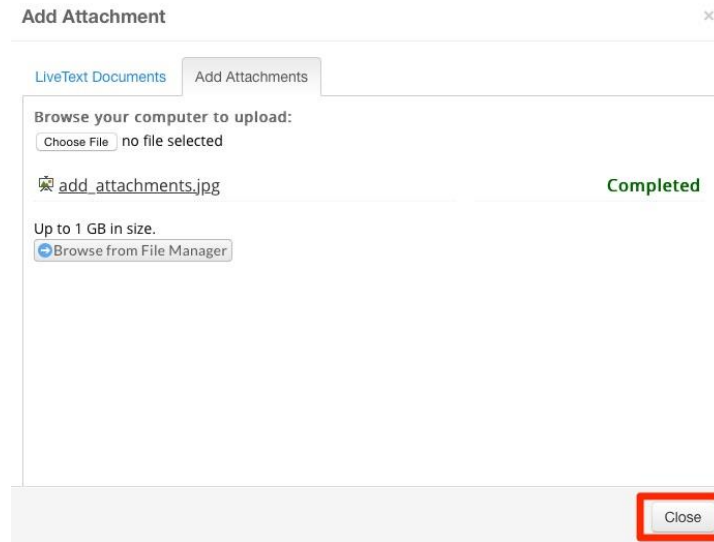 Add Attachment ×
LiveText Documents Add Attachments
Browse your computer to upload:
Choose File no file selected
add_attachments.jpg Completed
Up to 1 GB in size.
Browse from File Manager
Close